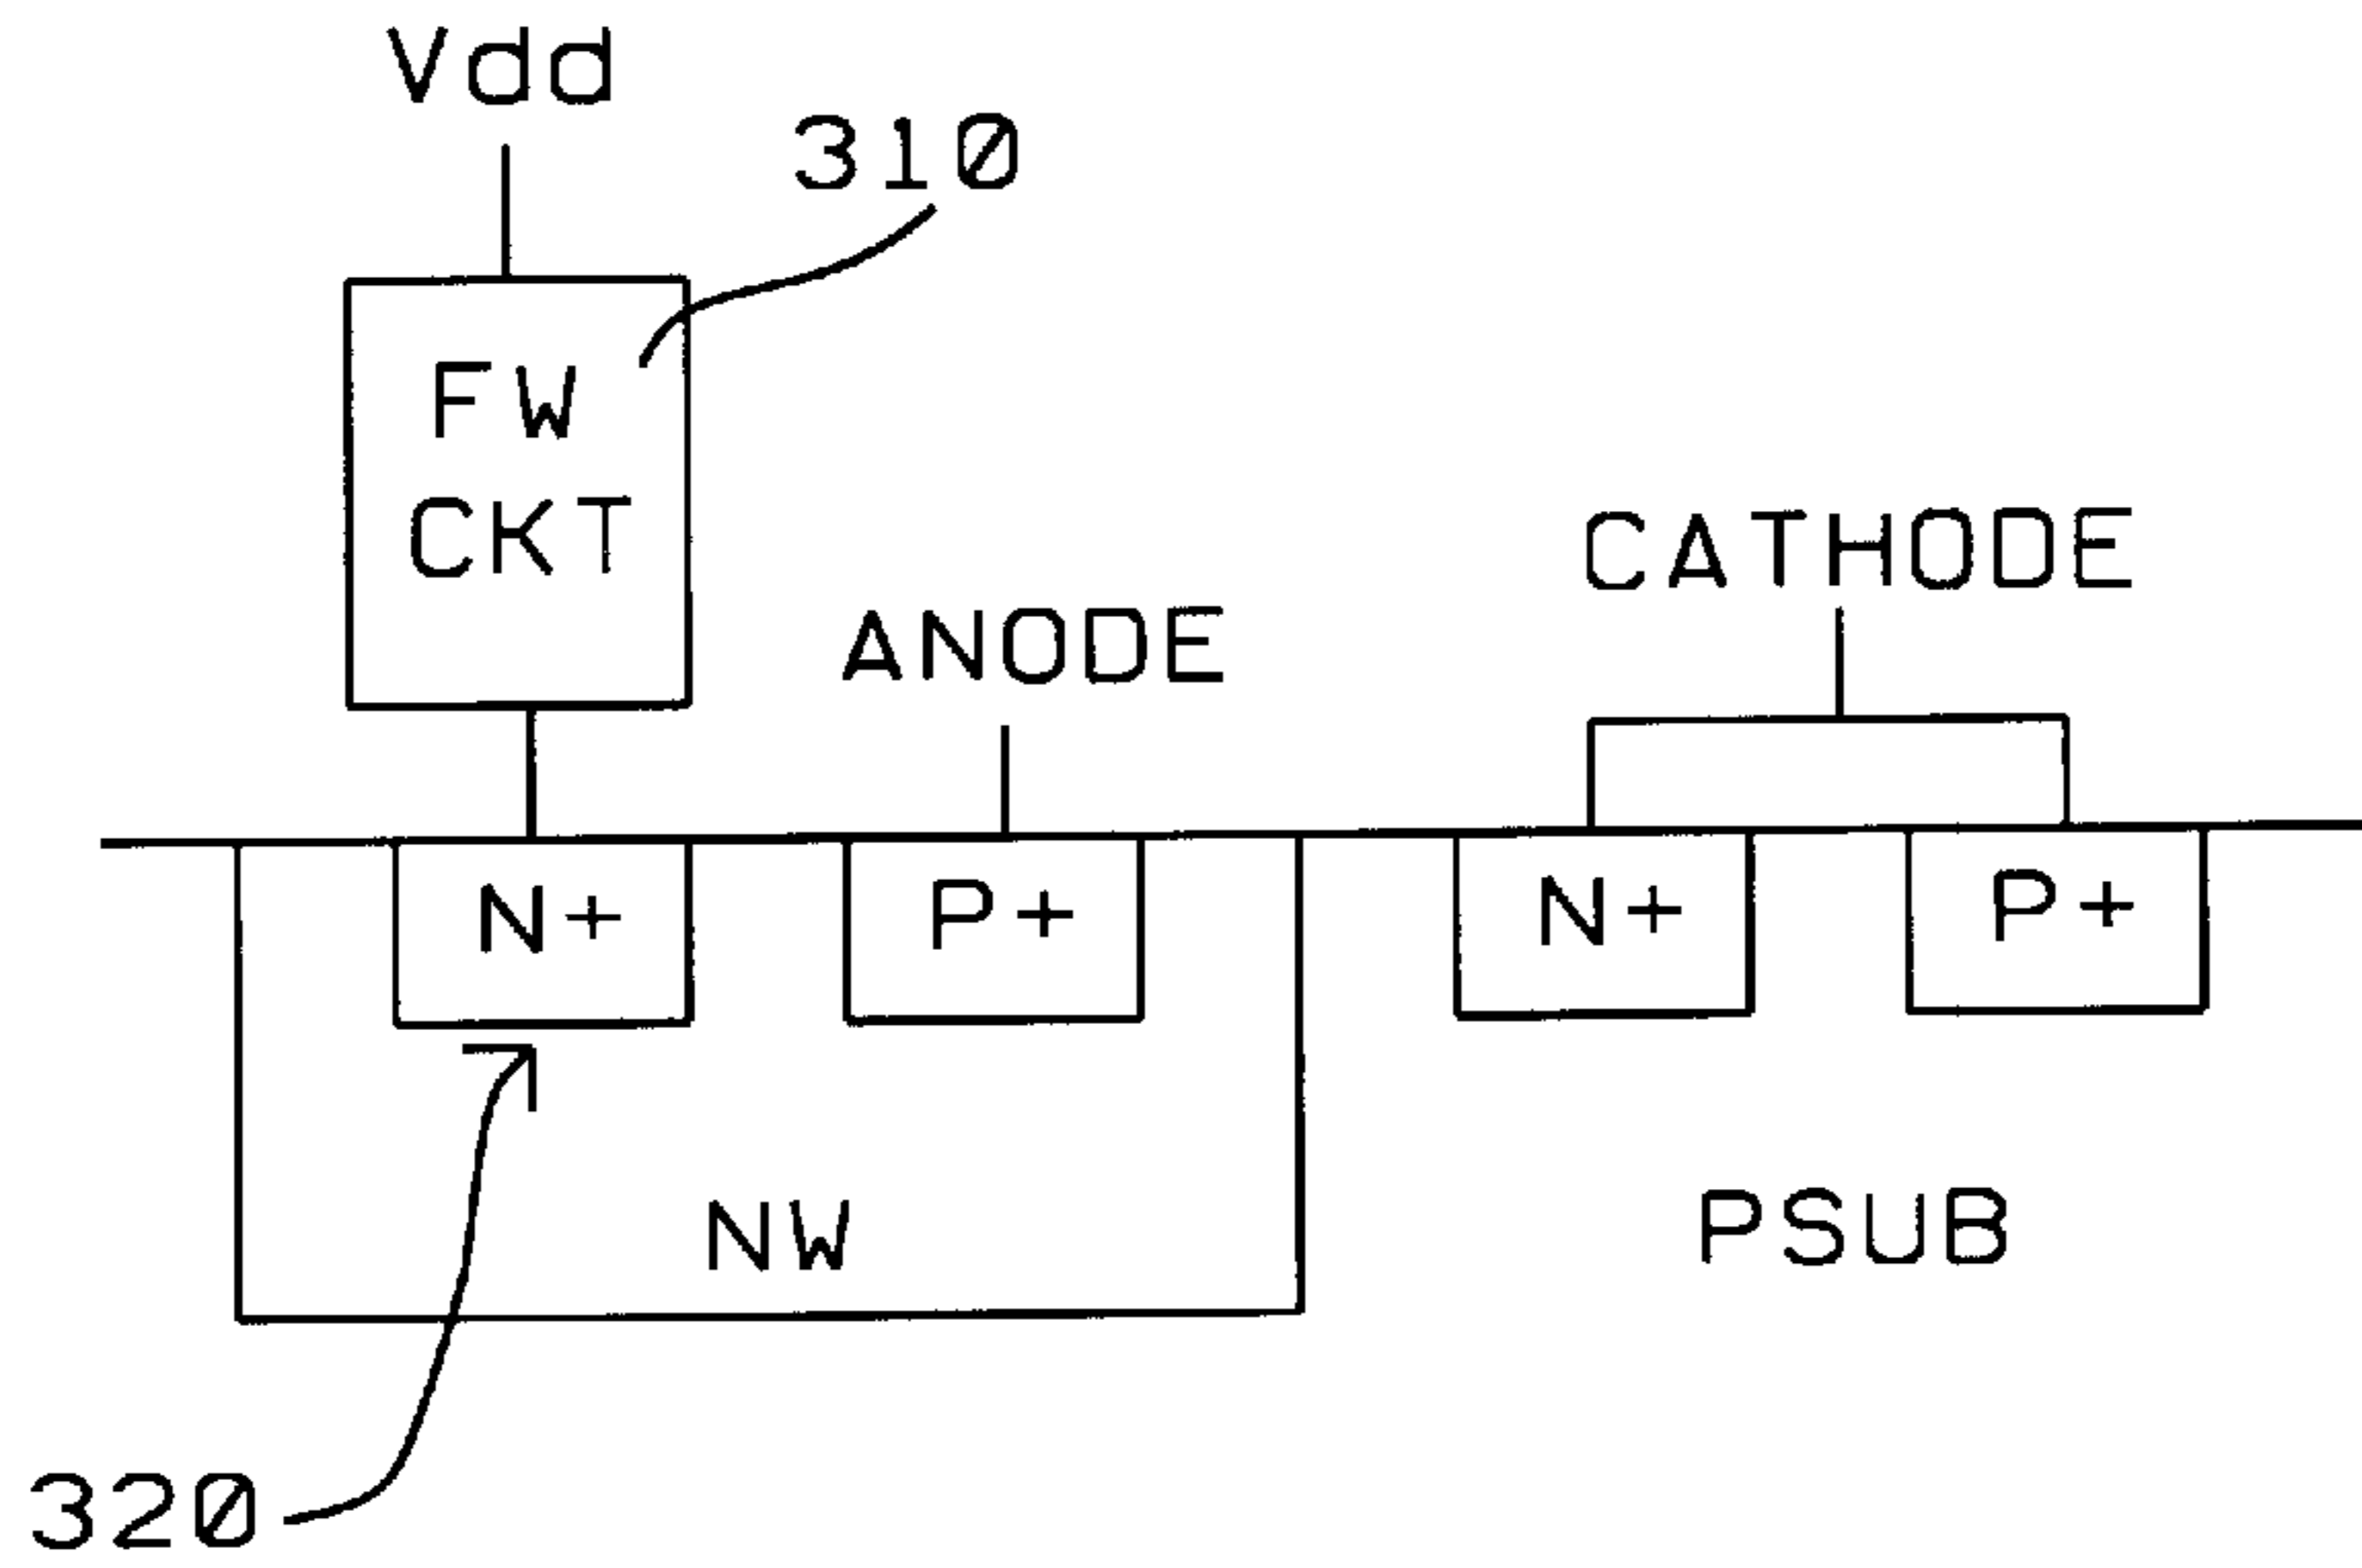 Vdd
310
FW
CKT
ANODE
CATHODE
N+
P+
N+
P+
NW
PSUB
320